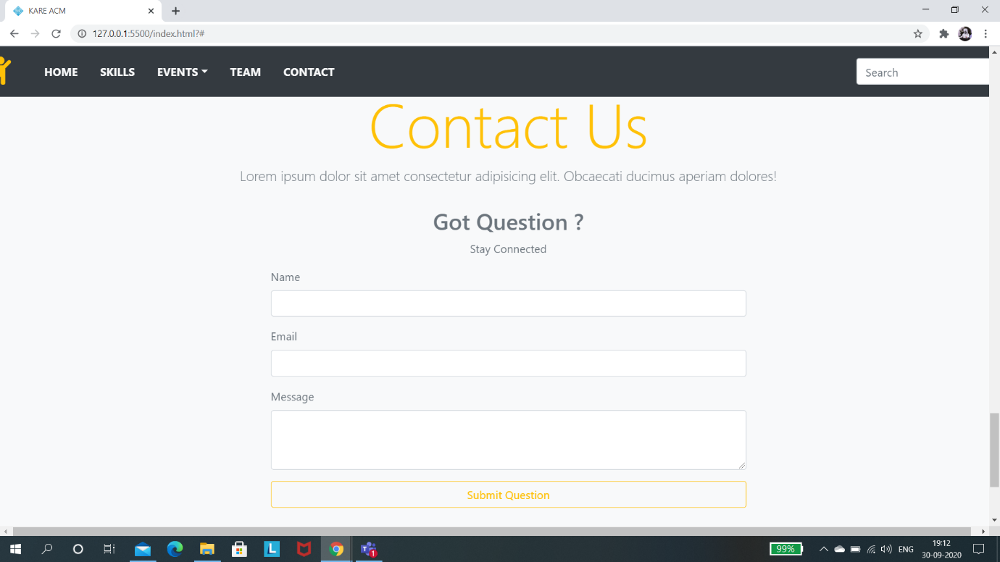 KARE ACM
127.0.0.1:5500/index.html?#
HOME SKILLS EVENTS TEAM CONTACT Search
Contact Us
Lorem ipsum dolor sit amet consectetur adipisicing elit. Obcaecati ducimus aperiam dolores!
Got Question ?
Stay Connected
Name
Email
Message
Submit Question
L 1 99% ENG 19:12
30-09-2020